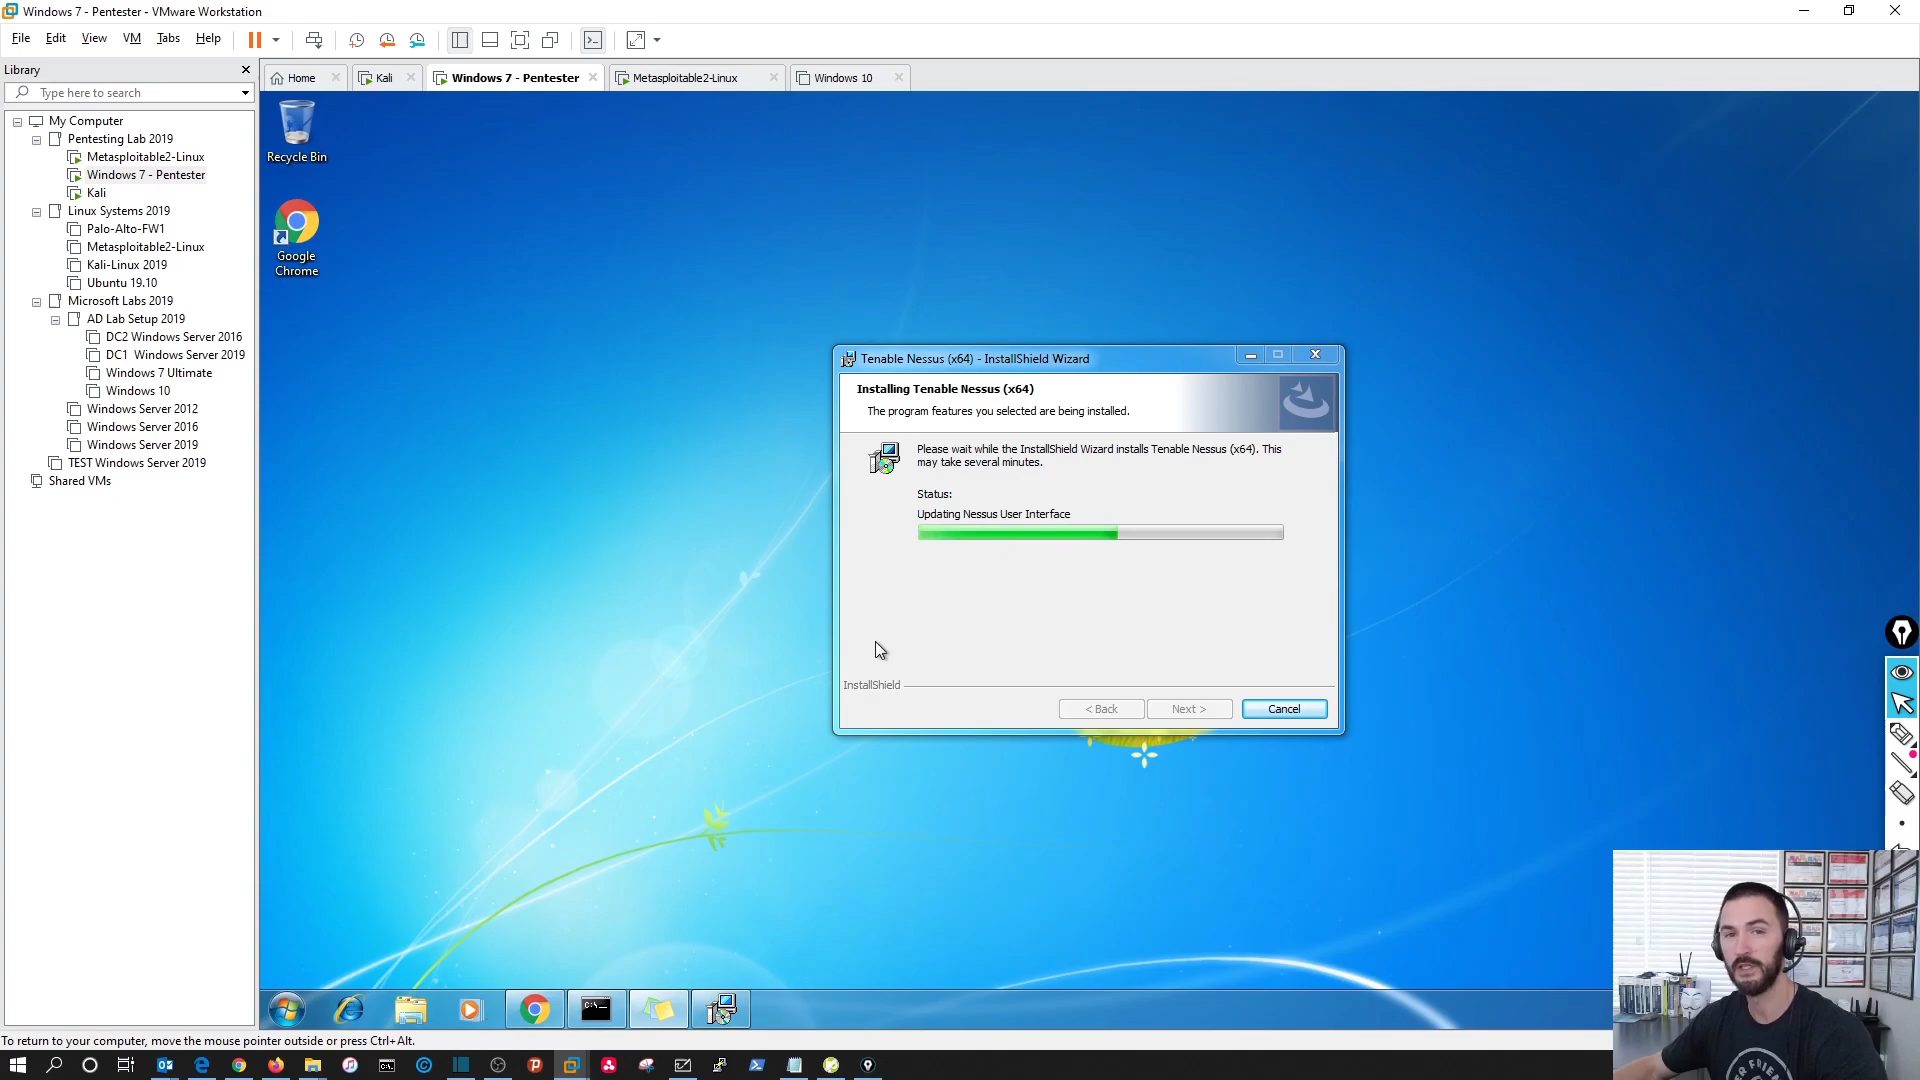 Windows 7 - Pentester - VMware Workstation
File Edit View VM Tabs Help
Library
Type here to search
My Computer
Pentesting Lab 2019
Metasploitable2-Linux
Windows 7 - Pentester
Kali
Linux Systems 2019
Palo-Alto-FW1
Metasploitable2-Linux
Kali-Linux 2019
Ubuntu 19.10
Microsoft Labs 2019
AD Lab Setup 2019
DC2 Windows Server 2016
DC1 Windows Server 2019
Windows 7 Ultimate
Windows 10
Windows Server 2012
Windows Server 2016
Windows Server 2019
TEST Windows Server 2019
Shared VMs
Home Kali Windows 7 - Pentester Metasploitable2-Linux Windows 10
Recycle Bin
Google
Chrome
Tenable Nessus (x64) - InstallShield Wizard
Installing Tenable Nessus (x64)
The program features you selected are being installed.
Please wait while the InstallShield Wizard installs Tenable Nessus (x64). This
may take several minutes.
Status:
Updating Nessus User Interface
InstallShield
< Back Next > Cancel
To return to your computer, move the mouse pointer outside or press Ctrl+Alt.